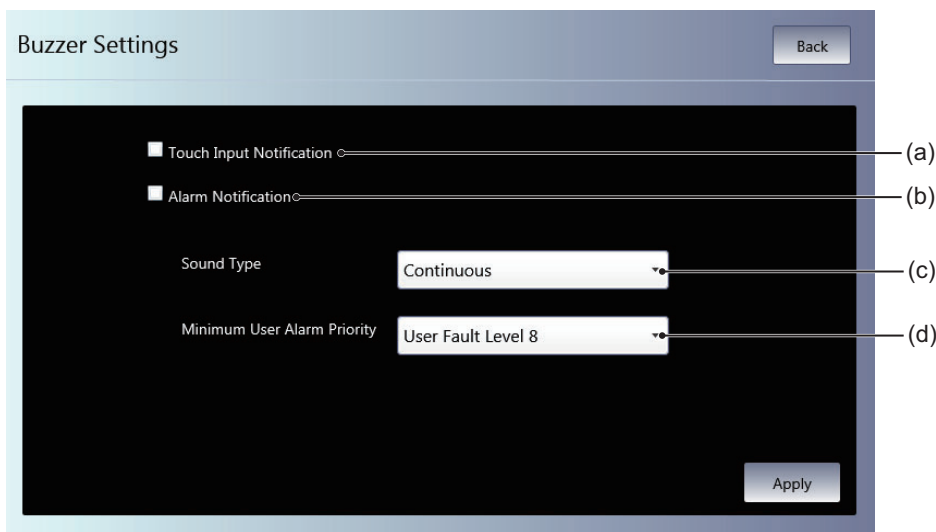 Buzzer Settings
Back
Touch Input Notification
(a)
Alarm Notification
(b)
Sound Type
Continuous
(c)
Minimum User Alarm Priority
User Fault Level 8
(d)
Apply